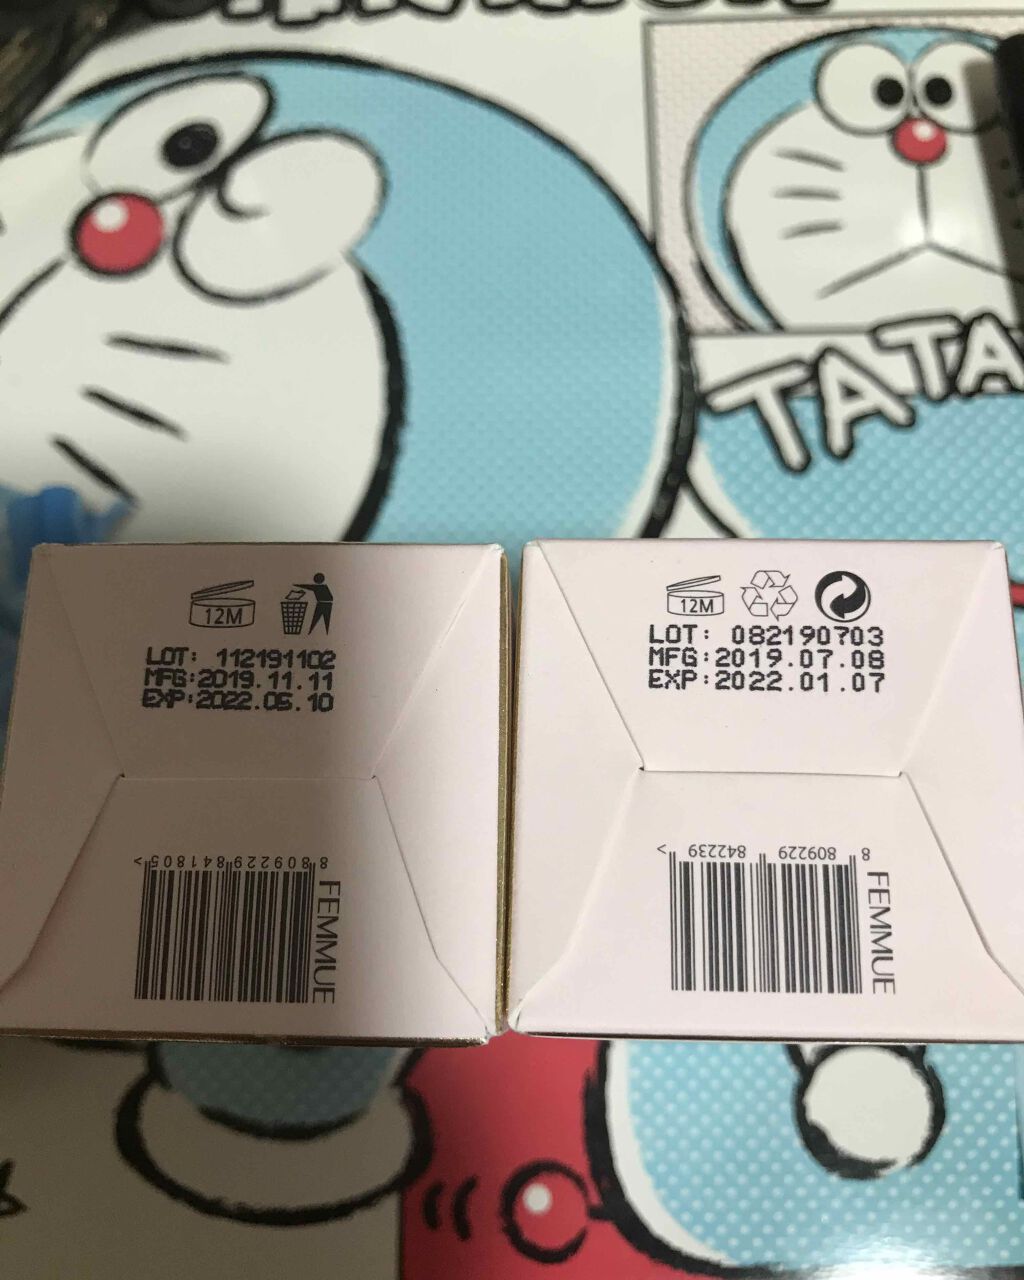 TATA
12M
LOT: 112191102
MFG:2019.11.11
EXP:2022.05.10
8 809229 841805 >
FEMMUE
12M
LOT: 082190703
MFG:2019.07.08
EXP:2022.01.07
8 809229 842239 >
FEMMUE